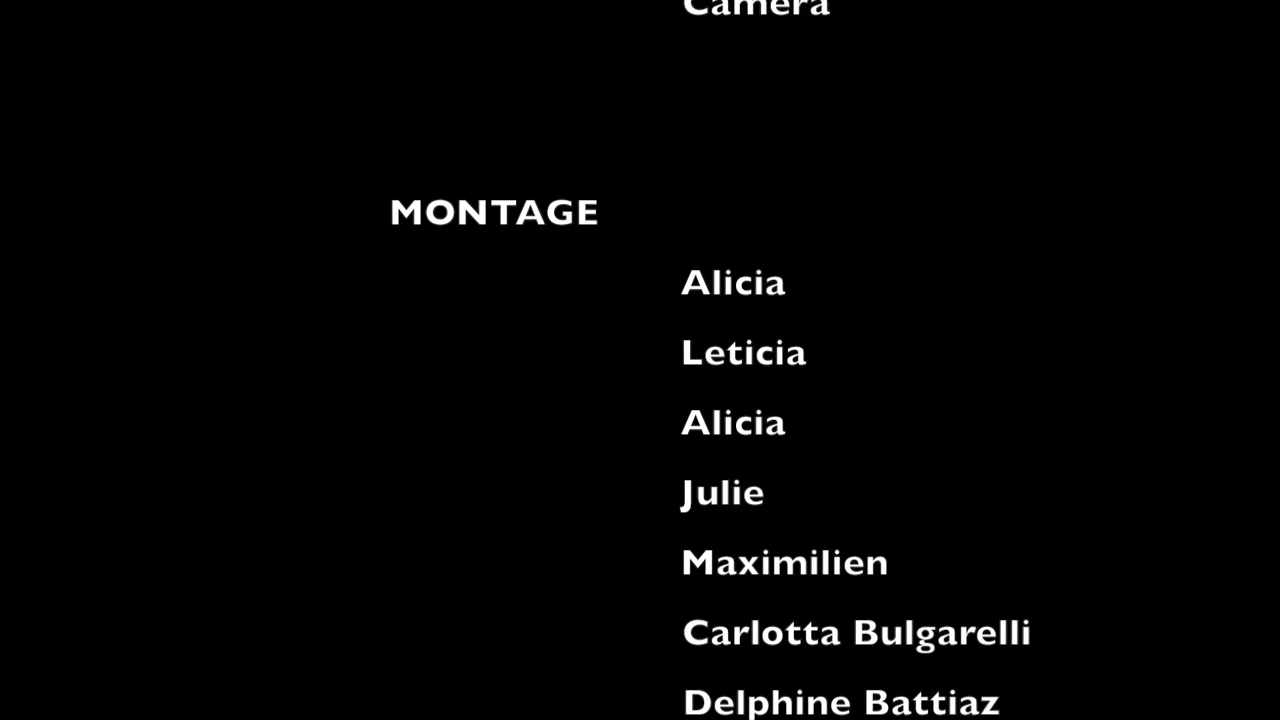 Camera
MONTAGE
Alicia
Leticia
Alicia
Julie
Maximilien
Carlotta Bulgarelli
Delphine Battiaz